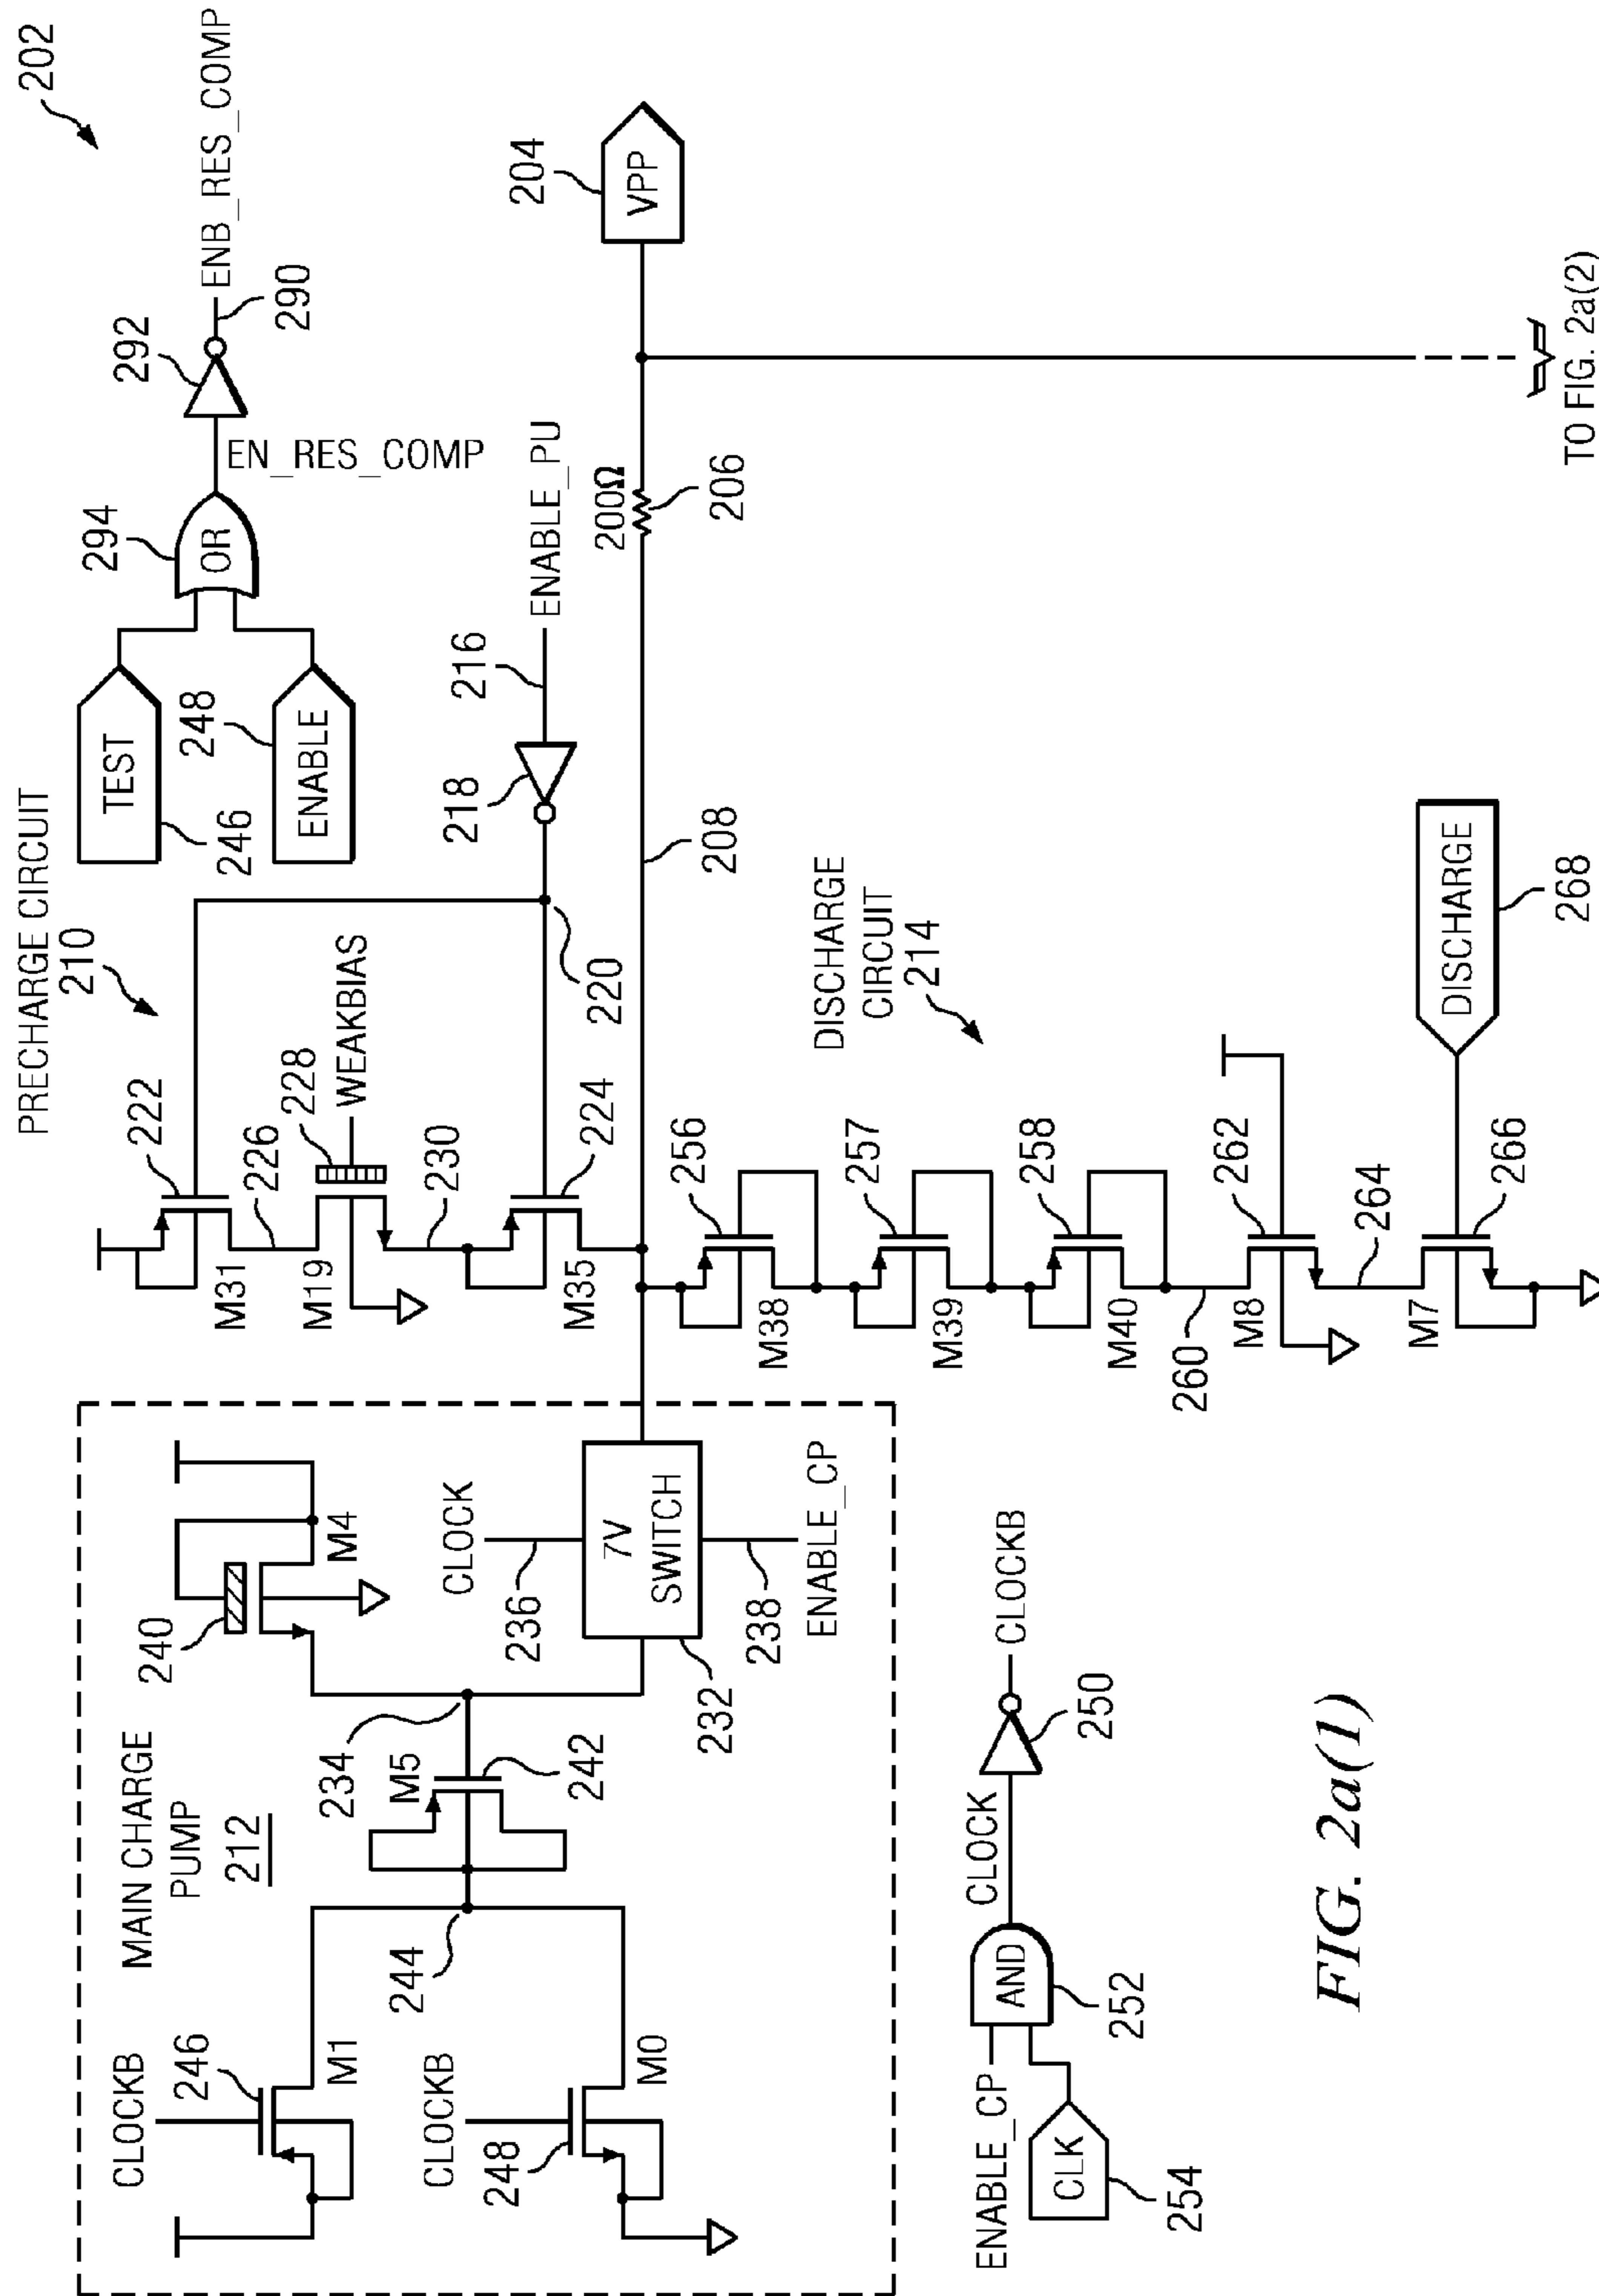 202
PRECHARGE CIRCUIT
210
TEST
246
248
ENABLE
294
OR
EN_RES_COMP
292
290
ENB_RES_COMP
222
M31
226
M19
228
WEAKBIAS
230
224
M35
220
218
216
ENABLE_PU
208
200Ω
206
204
VPP
TO FIG. 2a(2)
MAIN CHARGE
PUMP
212
CLOCKB
246
M1
CLOCKB
248
M0
244
M5
242
234
240
M4
CLOCK
236
7V
SWITCH
238
ENABLE_CP
232
DISCHARGE
CIRCUIT
214
256
M38
257
M39
258
M40
260
262
M8
264
M7
266
DISCHARGE
268
ENABLE_CP
CLK
254
AND
252
CLOCK
250
CLOCKB
FIG. 2a(1)